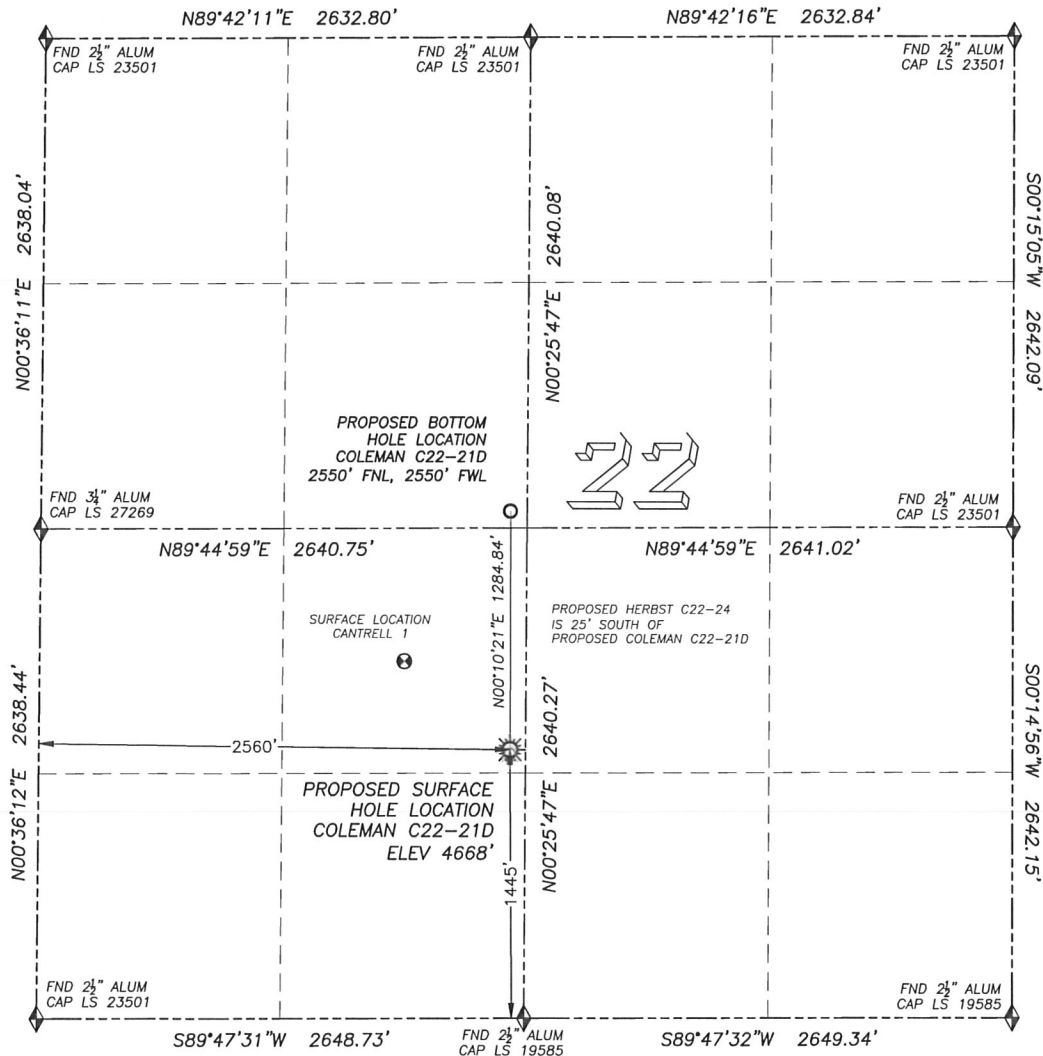 N89°42'11"E 2632.80'
N89°42'16"E 2632.84'
FND 2½" ALUM
CAP LS 23501
FND 2½" ALUM
CAP LS 23501
FND 2½" ALUM
CAP LS 23501
N00°36'11"E 2638.04'
N00°25'47"E 2640.08'
S00°15'05"W 2642.09'
PROPOSED BOTTOM
HOLE LOCATION
COLEMAN C22-21D
2550' FNL, 2550' FWL
22
FND 3¼" ALUM
CAP LS 27269
FND 2½" ALUM
CAP LS 23501
N89°44'59"E 2640.75'
N89°44'59"E 2641.02'
SURFACE LOCATION
CANTRELL 1
N00°10'21"E 1284.84'
PROPOSED HERBST C22-24
IS 25' SOUTH OF
PROPOSED COLEMAN C22-21D
N00°36'12"E 2638.44'
2560'
N00°25'47"E 2640.27'
S00°14'56"W 2642.15'
PROPOSED SURFACE
HOLE LOCATION
COLEMAN C22-21D
ELEV 4668'
1445'
FND 2½" ALUM
CAP LS 23501
FND 2½" ALUM
CAP LS 19585
S89°47'31"W 2648.73'
FND 2½" ALUM
CAP LS 19585
S89°47'32"W 2649.34'